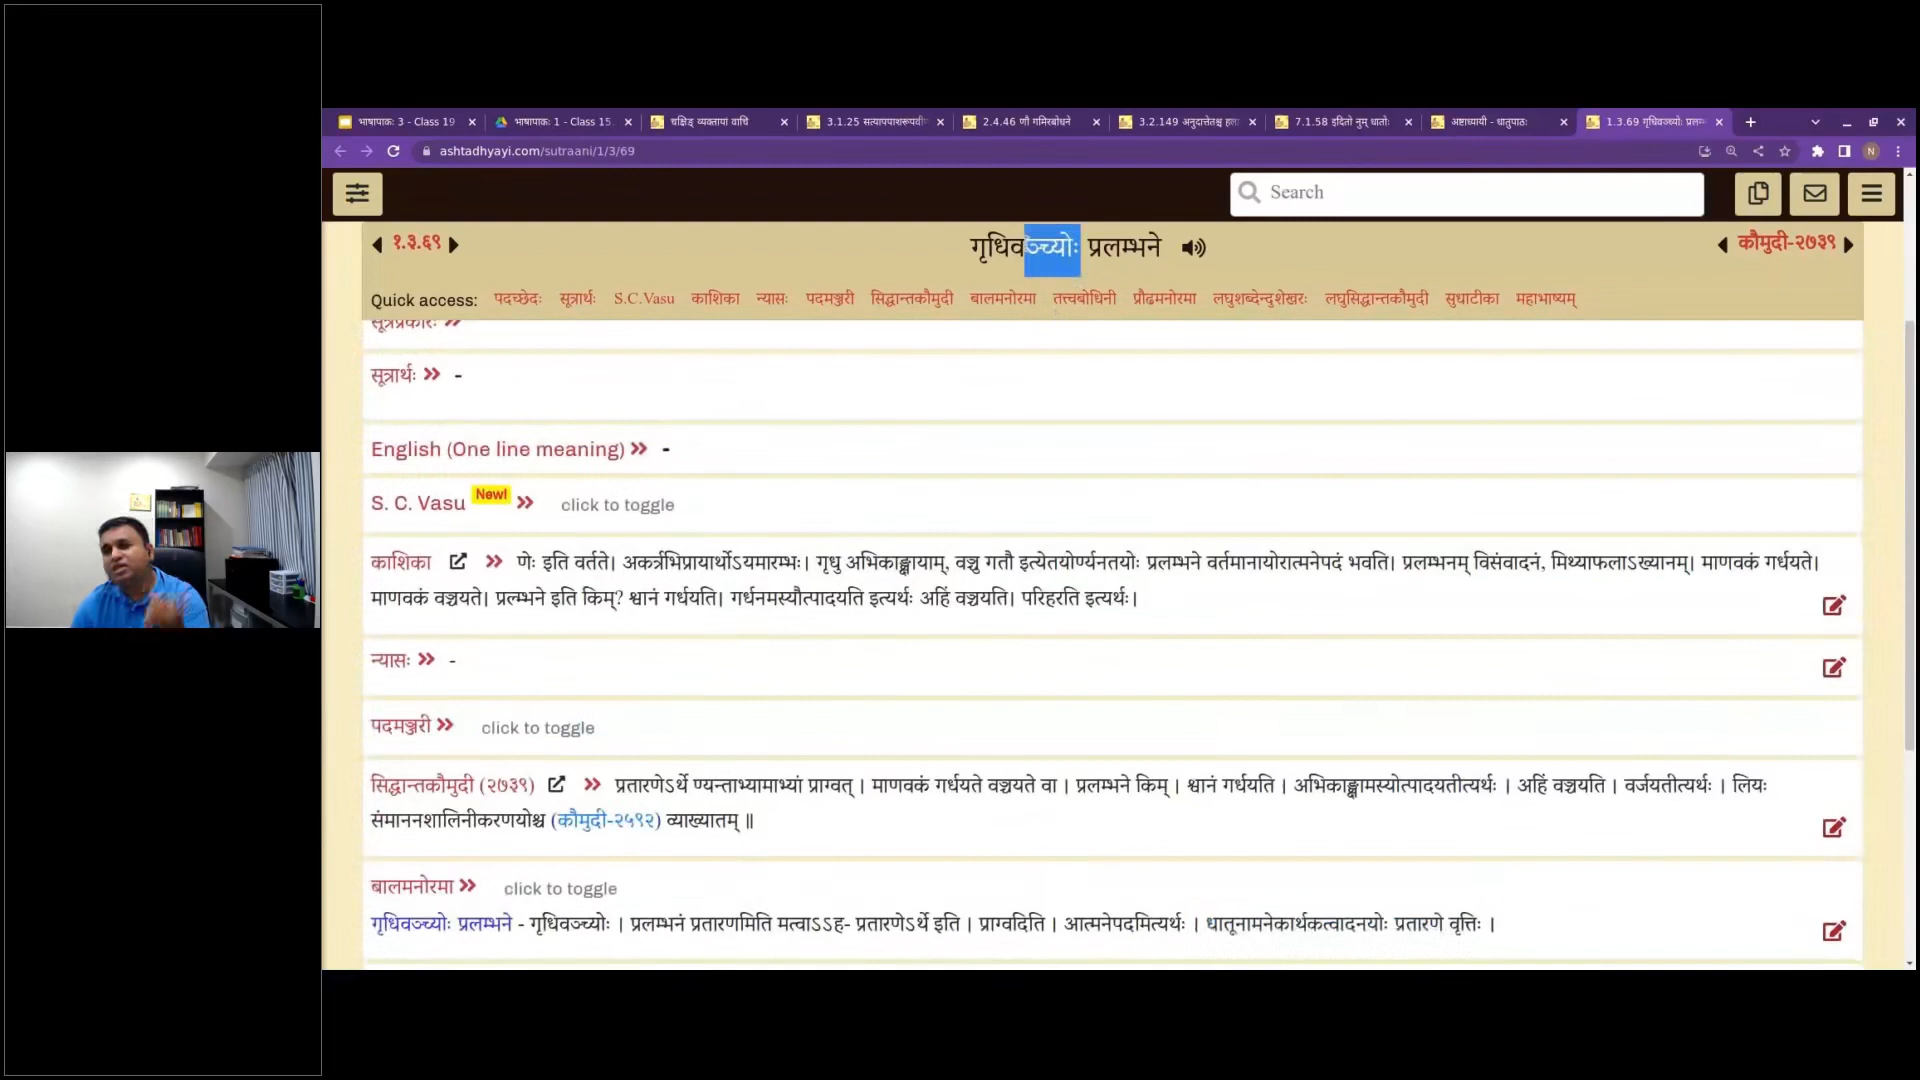 भाषापाकः 3 - Class 19
भाषापाकः 1 - Class 15.
चक्षिङ् व्यक्तायां वाचि
3.1.25 सत्यापपाशरूपवी
2.4.46 णौ गमिरबोधने
3.2.149 अनुदात्तेतश्च हला
7.1.58 इदितो नुम् धातोः
अष्टाध्यायी - धातुपाठः
1.3.69 गृधिवञ्च्योः प्रलम
ashtadhyayi.com/sutraani/1/3/69
N
Search
१.३.६९
गृधिवञ्च्योः प्रलम्भने
कौमुदी-२७३९
Quick access: पदच्छेदः सूत्रार्थः S.C.Vasu काशिका न्यासः पदमञ्जरी सिद्धान्तकौमुदी बालमनोरमा तत्त्वबोधिनी प्रौढमनोरमा लघुशब्देन्दुशेखरः लघुसिद्धान्तकौमुदी सुधाटीका महाभाष्यम्
सूत्रप्रकारः
सूत्रार्थः -
English (One line meaning) -
S. C. Vasu New! click to toggle
काशिका णेः इति वर्तते। अकर्त्रभिप्रायार्थोऽयमारम्भः। गृधु अभिकाङ्क्षायाम्, वञ्चु गतौ इत्येतयोर्ण्यनतयोः प्रलम्भने वर्तमानायोरात्मनेपदं भवति। प्रलम्भनम् विसंवादनं, मिथ्याफलाऽख्यानम्। माणवकं गर्धयते।
माणवकं वञ्चयते। प्रलम्भने इति किम्? श्वानं गर्धयति। गर्धनमस्यौत्पादयति इत्यर्थः अहिं वञ्चयति। परिहरति इत्यर्थः।
न्यासः -
पदमञ्जरी click to toggle
सिद्धान्तकौमुदी (२७३९) प्रतारणेऽर्थे ण्यन्ताभ्यामाभ्यां प्राग्वत् । माणवकं गर्धयते वञ्चयते वा । प्रलम्भने किम् । श्वानं गर्धयति । अभिकाङ्क्षामस्योत्पादयतीत्यर्थः । अहिं वञ्चयति । वर्जयतीत्यर्थः । लियः
संमाननशालिनीकरणयोश्च (कौमुदी-२५९२) व्याख्यातम् ॥
बालमनोरमा click to toggle
गृधिवञ्च्योः प्रलम्भने - गृधिवञ्च्योः । प्रलम्भनं प्रतारणमिति मत्वाऽऽह- प्रतारणेऽर्थे इति । प्राग्वदिति । आत्मनेपदमित्यर्थः । धातूनामनेकार्थकत्वादनयोः प्रतारणे वृत्तिः ।